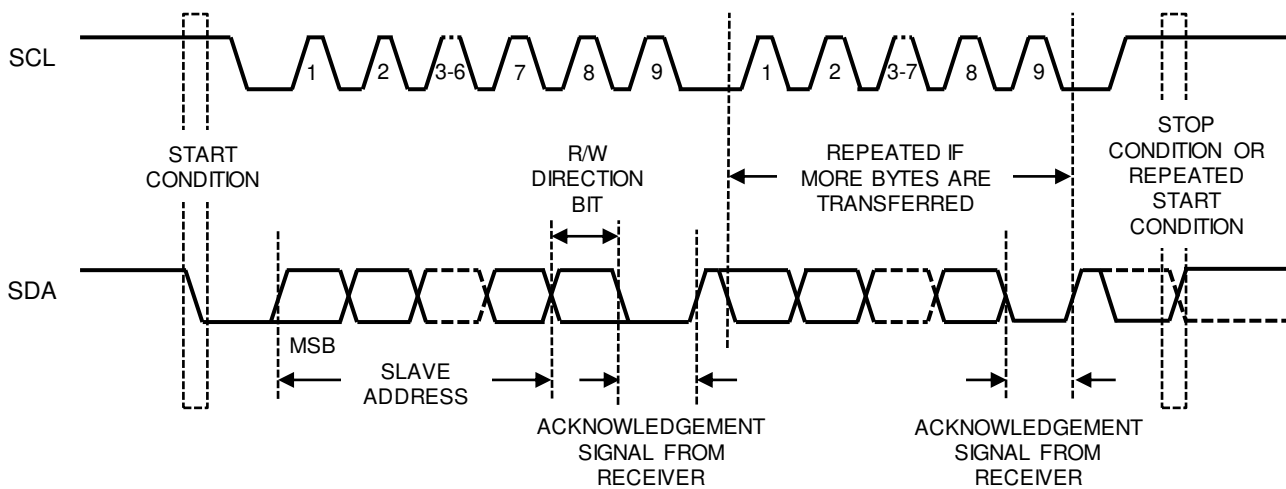 SCL
1
2
3-6
7
8
9
1
2
3-7
8
9
START
CONDITION
R/W
DIRECTION
BIT
REPEATED IF
MORE BYTES ARE
TRANSFERRED
STOP
CONDITION OR
REPEATED
START
CONDITION
SDA
MSB
SLAVE
ADDRESS
ACKNOWLEDGEMENT
SIGNAL FROM
RECEIVER
ACKNOWLEDGEMENT
SIGNAL FROM
RECEIVER